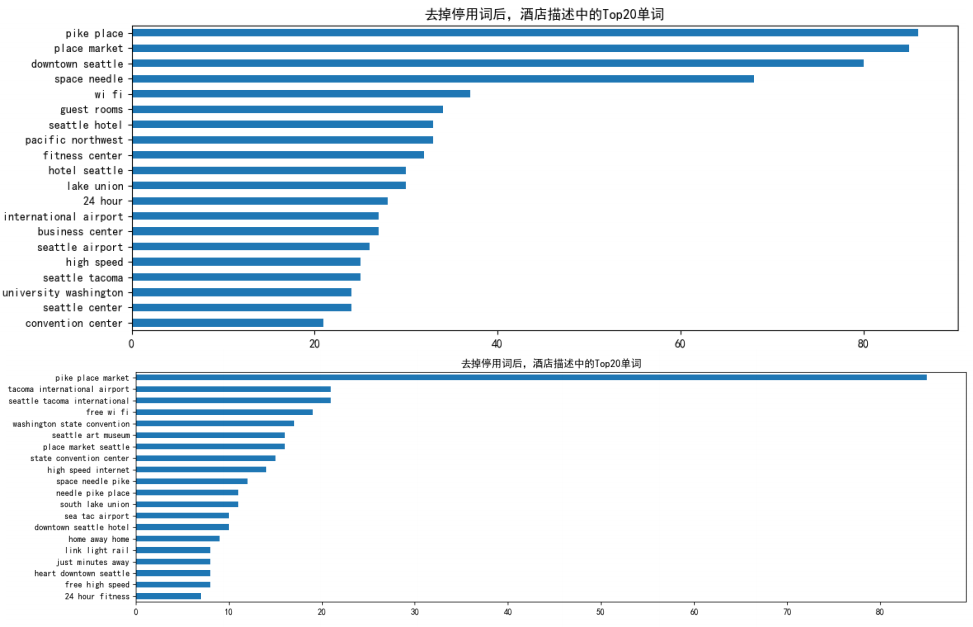 去掉停用词后，酒店描述中的Top20单词
pike place
place market
downtown seattle
space needle
wi fi
guest rooms
seattle hotel
pacific northwest
fitness center
hotel seattle
lake union
24 hour
international airport
business center
seattle airport
high speed
seattle tacoma
university washington
seattle center
convention center
0 20 40 60 80
去掉停用词后，酒店描述中的Top20单词
pike place market
tacoma international airport
seattle tacoma international
free wi fi
washington state convention
seattle art museum
place market seattle
state convention center
high speed internet
space needle pike
needle pike place
south lake union
sea tac airport
downtown seattle hotel
home away home
link light rail
just minutes away
heart downtown seattle
free high speed
24 hour fitness
0 10 20 30 40 50 60 70 80